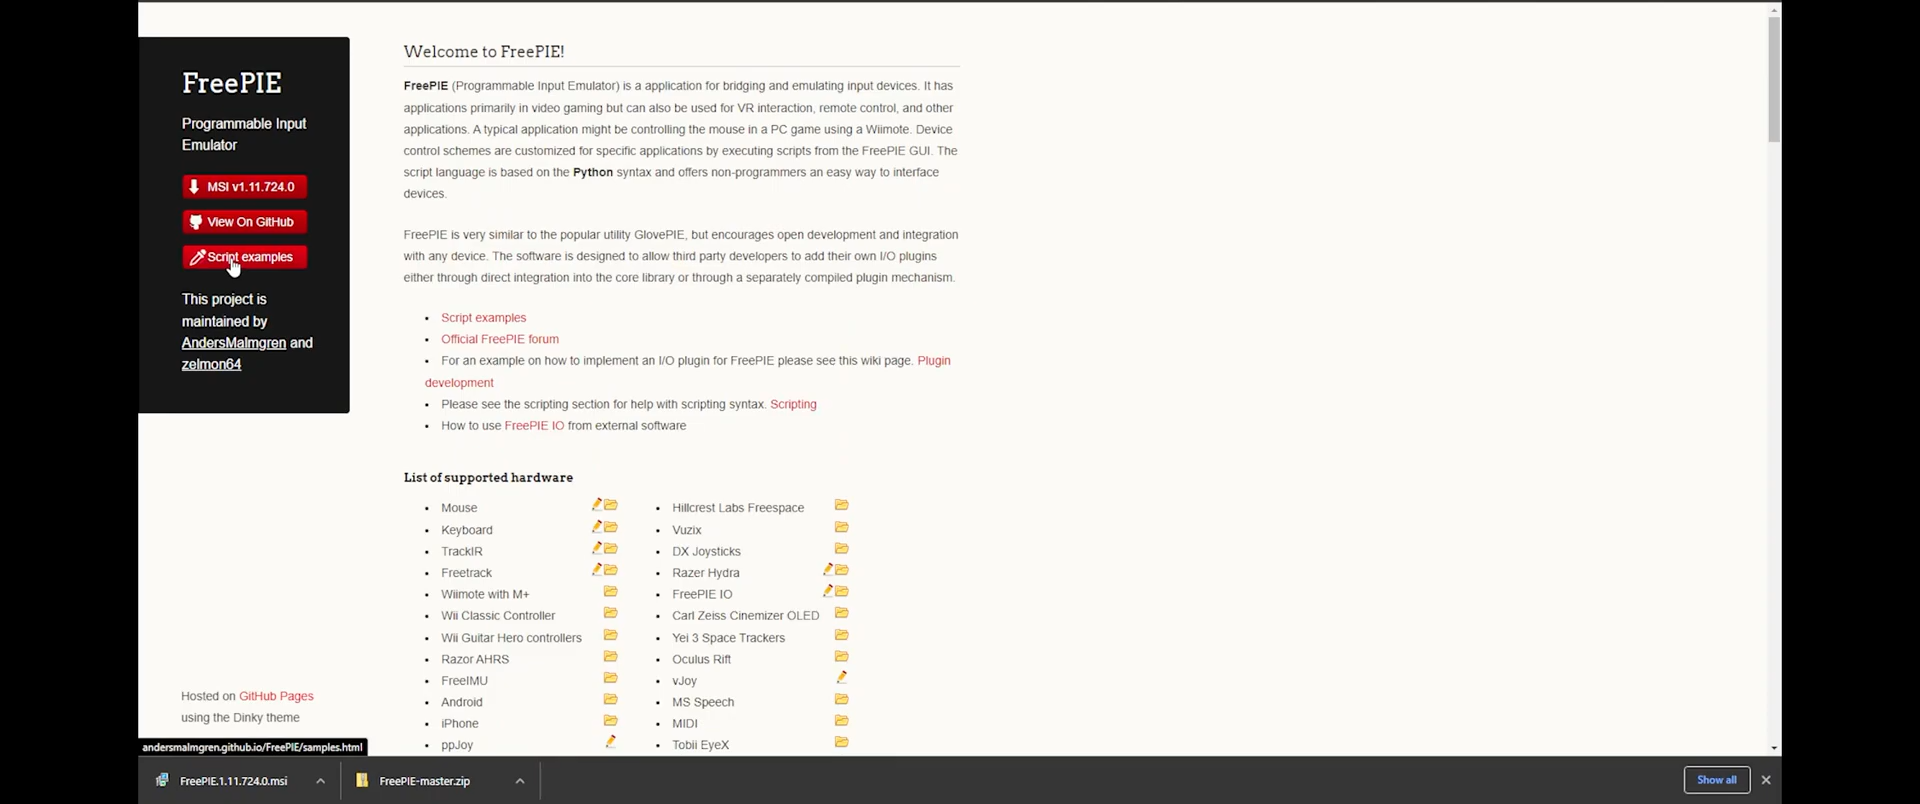 FreePIE
Programmable Input
Emulator
MSI v1.11.724.0
View On GitHub
Script examples
This project is
maintained by
AndersMalmgren and
zelmon64
Hosted on GitHub Pages
using the Dinky theme
Welcome to FreePIE!
FreePIE (Programmable Input Emulator) is a application for bridging and emulating input devices. It has
applications primarily in video gaming but can also be used for VR interaction, remote control, and other
applications. A typical application might be controlling the mouse in a PC game using a Wiimote. Device
control schemes are customized for specific applications by executing scripts from the FreePIE GUI. The
script language is based on the Python syntax and offers non-programmers an easy way to interface
devices.
FreePIE is very similar to the popular utility GlovePIE, but encourages open development and integration
with any device. The software is designed to allow third party developers to add their own I/O plugins
either through direct integration into the core library or through a separately compiled plugin mechanism.
• Script examples
• Official FreePIE forum
• For an example on how to implement an I/O plugin for FreePIE please see this wiki page. Plugin
development
• Please see the scripting section for help with scripting syntax. Scripting
• How to use FreePIE IO from external software
List of supported hardware
• Mouse
• Keyboard
• TrackIR
• Freetrack
• Wiimote with M+
• Wii Classic Controller
• Wii Guitar Hero controllers
• Razor AHRS
• FreeIMU
• Android
• iPhone
• ppJoy
• Hillcrest Labs Freespace
• Vuzix
• DX Joysticks
• Razer Hydra
• FreePIE IO
• Carl Zeiss Cinemizer OLED
• Yei 3 Space Trackers
• Oculus Rift
• vJoy
• MS Speech
• MIDI
• Tobii EyeX
andersmalmgren.github.io/FreePIE/samples.html
FreePIE.1.11.724.0.msi
FreePIE-master.zip
Show all